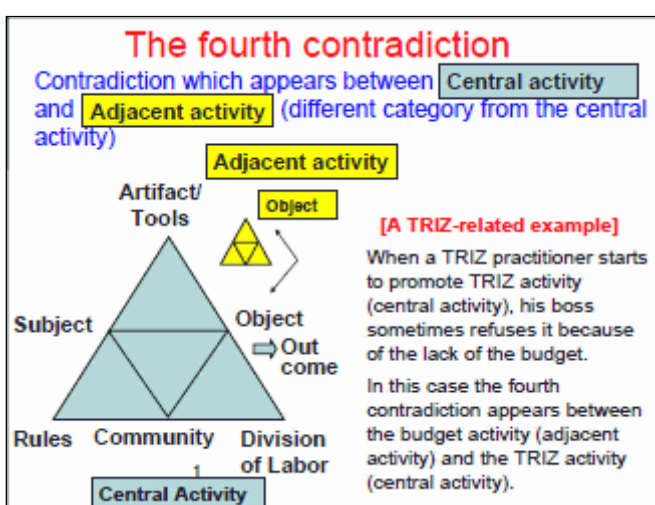 The fourth contradiction
Contradiction which appears between Central activity
and Adjacent activity (different category from the central
activity)
Adjacent activity
Artifact/
Tools
Object
Subject
Object
Out
come
Rules
Community
Division
of Labor
1
Central Activity
[A TRIZ-related example]
When a TRIZ practitioner starts
to promote TRIZ activity
(central activity), his boss
sometimes refuses it because
of the lack of the budget.
In this case the fourth
contradiction appears between
the budget activity (adjacent
activity) and the TRIZ activity
(central activity).